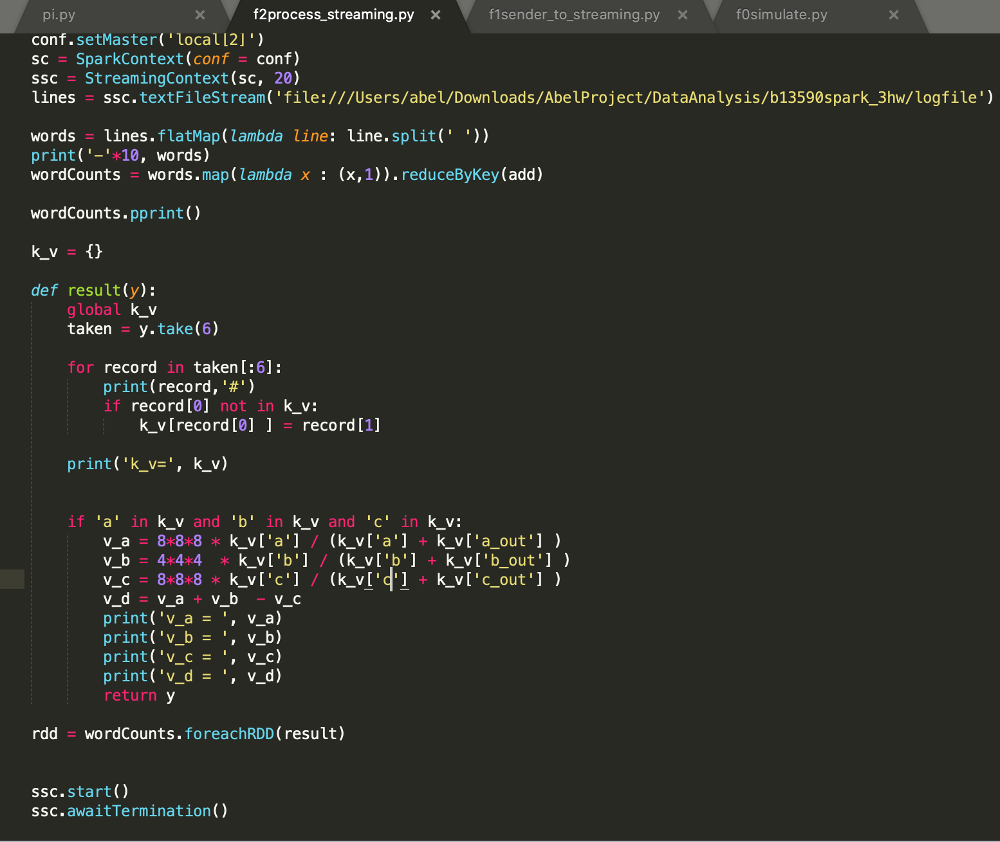 pi.py × f2process_streaming.py × f1sender_to_streaming.py × f0simulate.py ×
conf.setMaster('local[2]')
sc = SparkContext(conf = conf)
ssc = StreamingContext(sc, 20)
lines = ssc.textFileStream('file:///Users/abel/Downloads/AbelProject/DataAnalysis/b13590spark_3hw/logfile')
words = lines.flatMap(lambda line: line.split(' '))
print('-'*10, words)
wordCounts = words.map(lambda x : (x,1)).reduceByKey(add)
wordCounts.pprint()
k_v = {}
def result(y):
    global k_v
    taken = y.take(6)
    for record in taken[:6]:
        print(record,'#')
        if record[0] not in k_v:
            k_v[record[0] ] = record[1]
    print('k_v=', k_v)
    if 'a' in k_v and 'b' in k_v and 'c' in k_v:
        v_a = 8*8*8 * k_v['a'] / (k_v['a'] + k_v['a_out'] )
        v_b = 4*4*4  * k_v['b'] / (k_v['b'] + k_v['b_out'] )
        v_c = 8*8*8 * k_v['c'] / (k_v['c'] + k_v['c_out'] )
        v_d = v_a + v_b  - v_c
        print('v_a = ', v_a)
        print('v_b = ', v_b)
        print('v_c = ', v_c)
        print('v_d = ', v_d)
        return y
rdd = wordCounts.foreachRDD(result)
ssc.start()
ssc.awaitTermination()